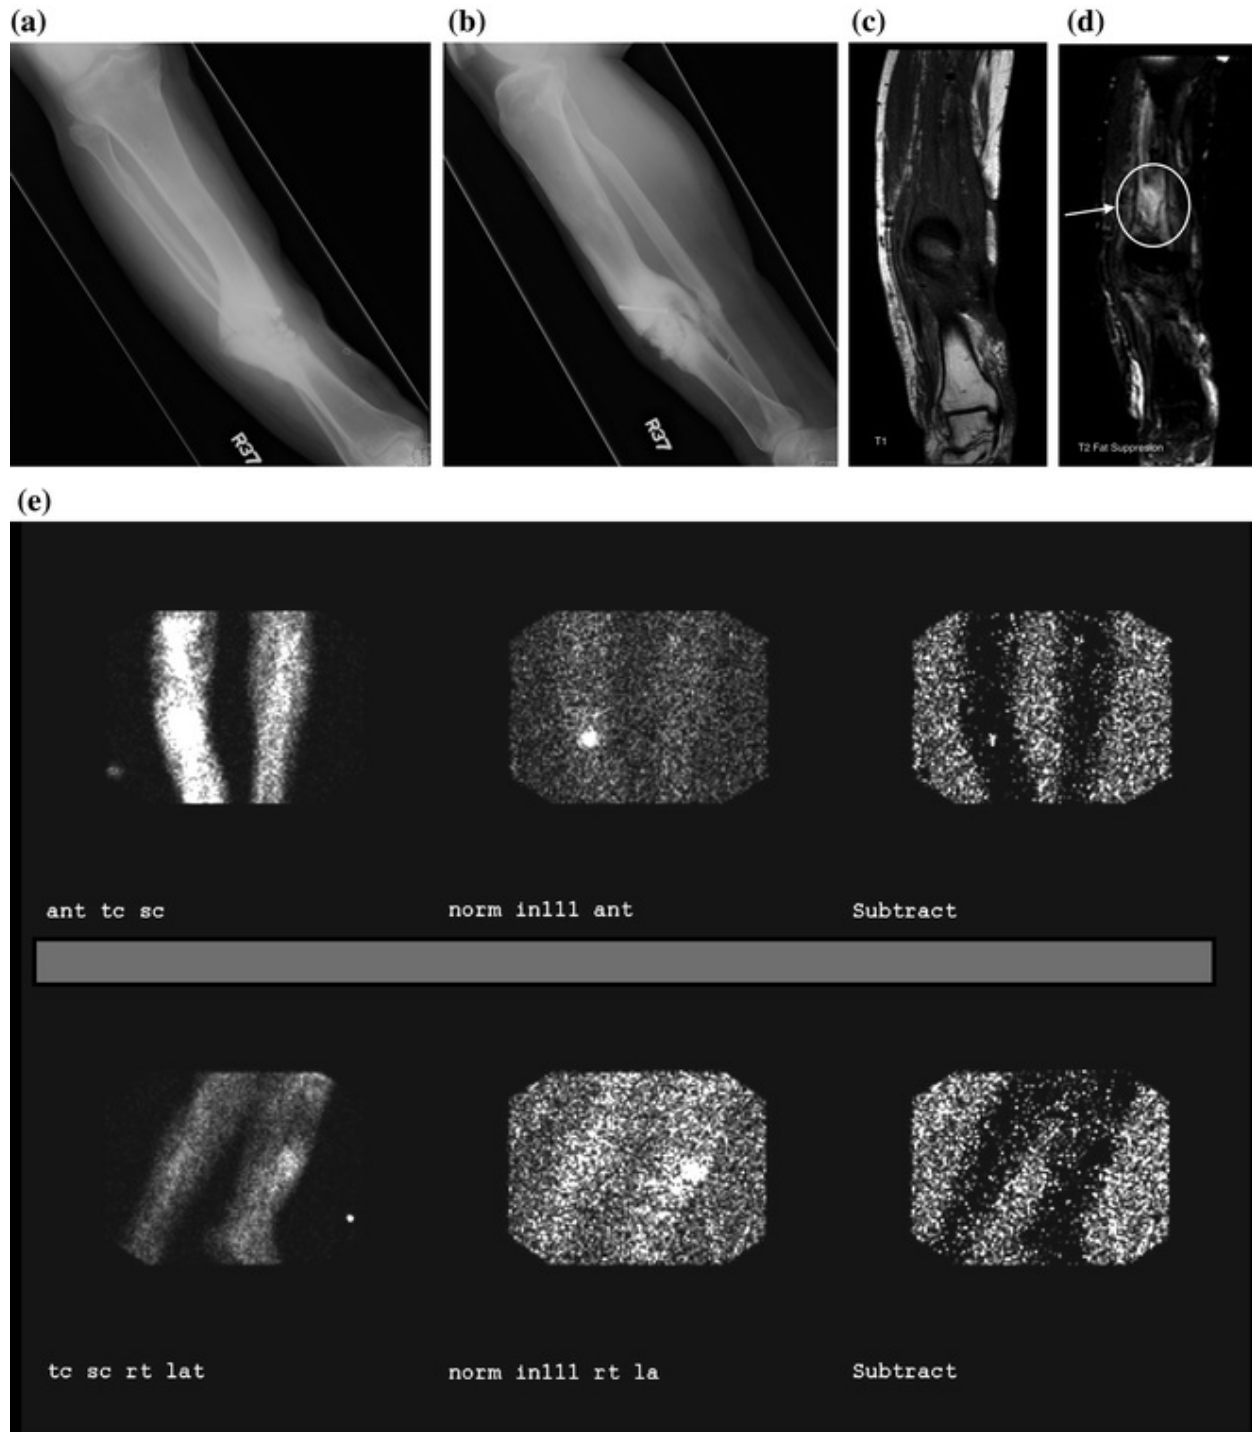 (a)
(b)
(c)
(d)
R37
R37
T1
T2 Fat Suppresion
(e)
ant tc sc
norm in111 ant
Subtract
tc sc rt lat
norm in111 rt la
Subtract